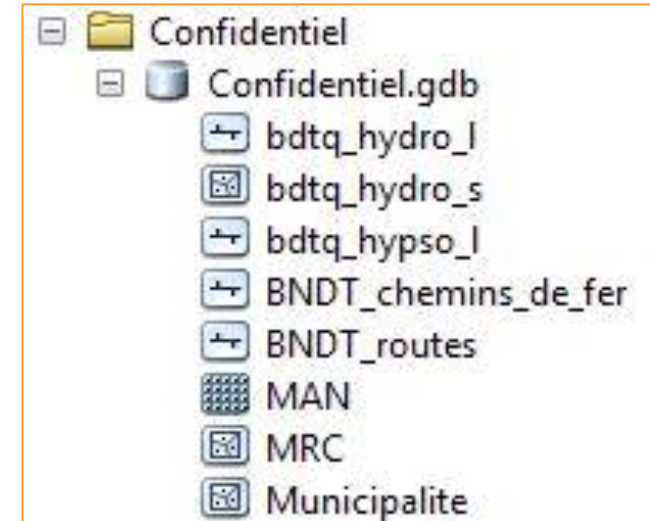 Confidentiel
Confidentiel.gdb
bdtq_hydro_l
bdtq_hydro_s
bdtq_hypso_l
BNDT_chemins_de_fer
BNDT_routes
MAN
MRC
Municipalite